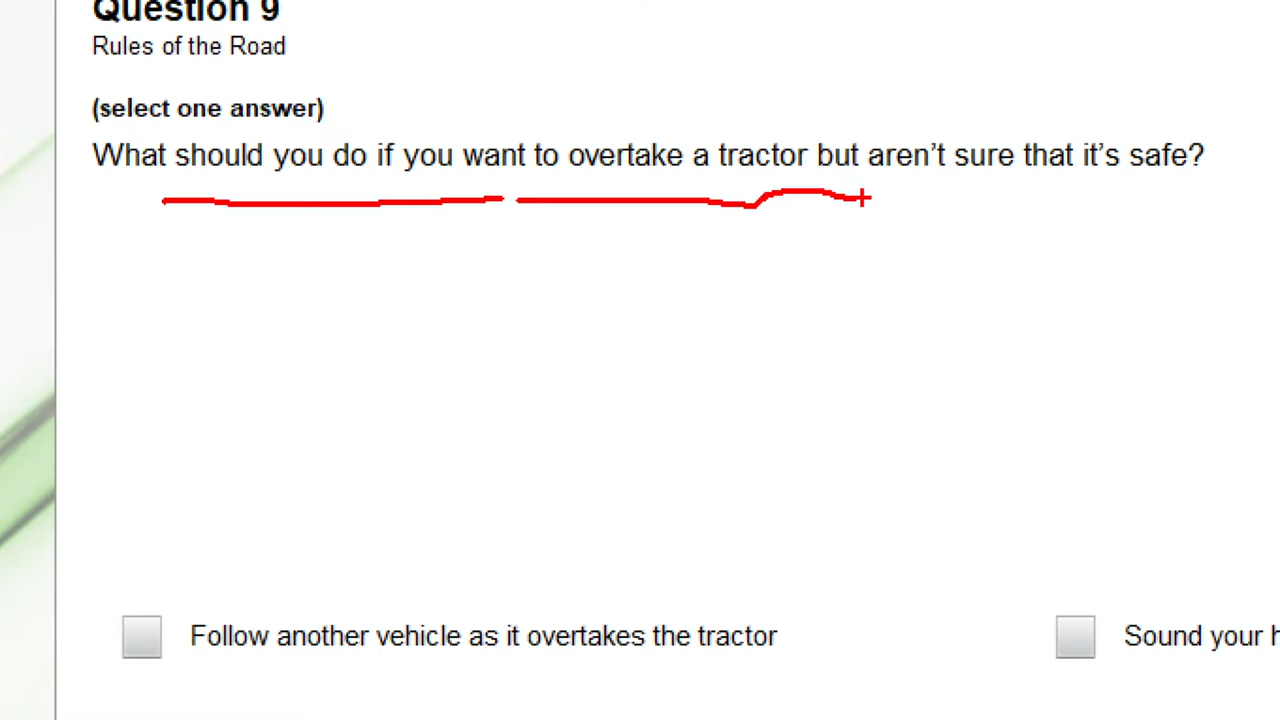 Question 9
Rules of the Road
(select one answer)
What should you do if you want to overtake a tractor but aren’t sure that it’s safe?
Follow another vehicle as it overtakes the tractor
Sound your